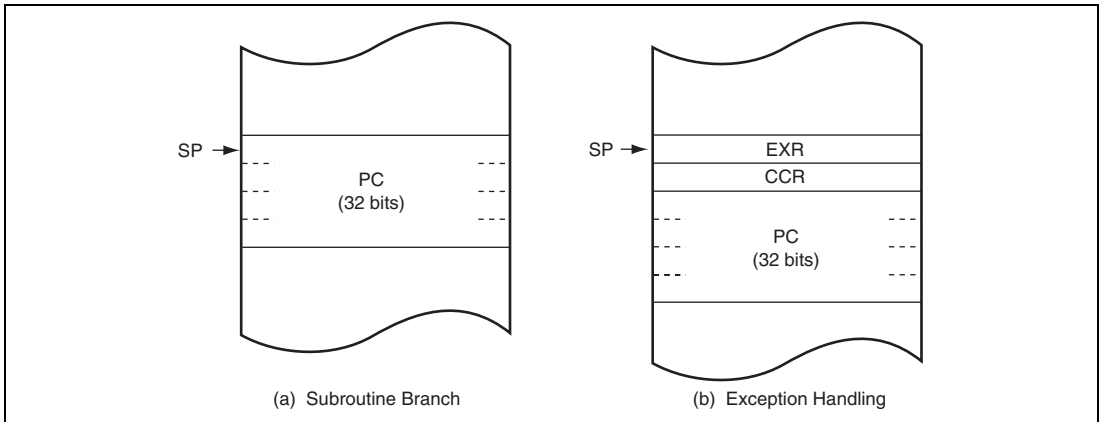 SP
PC
(32 bits)
(a) Subroutine Branch
SP
EXR
CCR
PC
(32 bits)
(b) Exception Handling